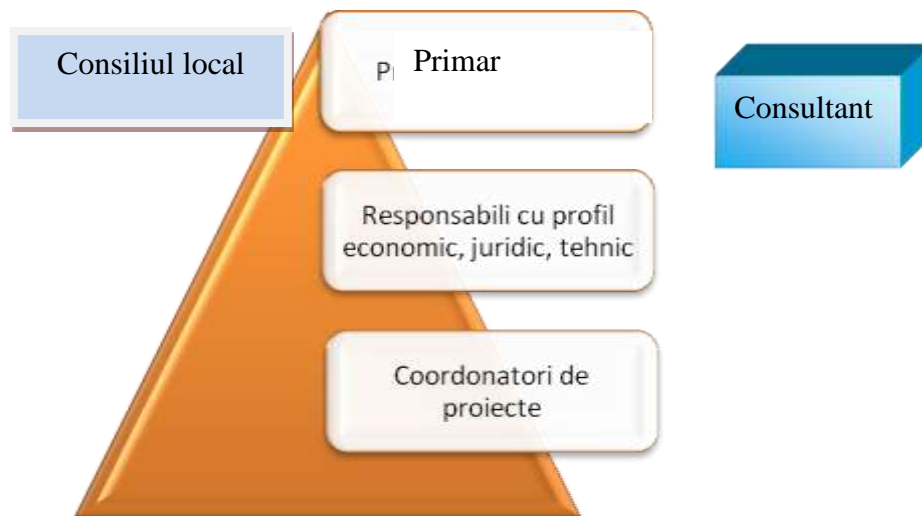 Consiliul local
Primar
Consultant
Responsabili cu profil
economic, juridic, tehnic
Coordonatori de
proiecte